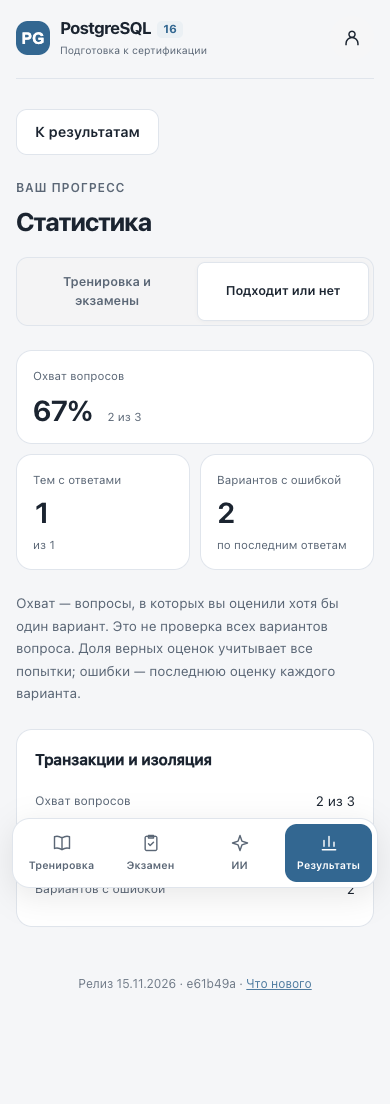 PG
PostgreSQL 16
Подготовка к сертификации
К результатам
ВАШ ПРОГРЕСС
Статистика
Тренировка и
экзамены
Подходит или нет
Охват вопросов
67% 2 из 3
Тем с ответами
1
из 1
Вариантов с ошибкой
2
по последним ответам
Охват — вопросы, в которых вы оценили хотя бы
один вариант. Это не проверка всех вариантов
вопроса. Доля верных оценок учитывает все
попытки; ошибки — последнюю оценку каждого
варианта.
Транзакции и изоляция
Охват вопросов 2 из 3
Тренировка
Экзамен
ИИ
Результаты
Вариантов с ошибкой 2
Релиз 15.11.2026 · e61b49a · Что нового